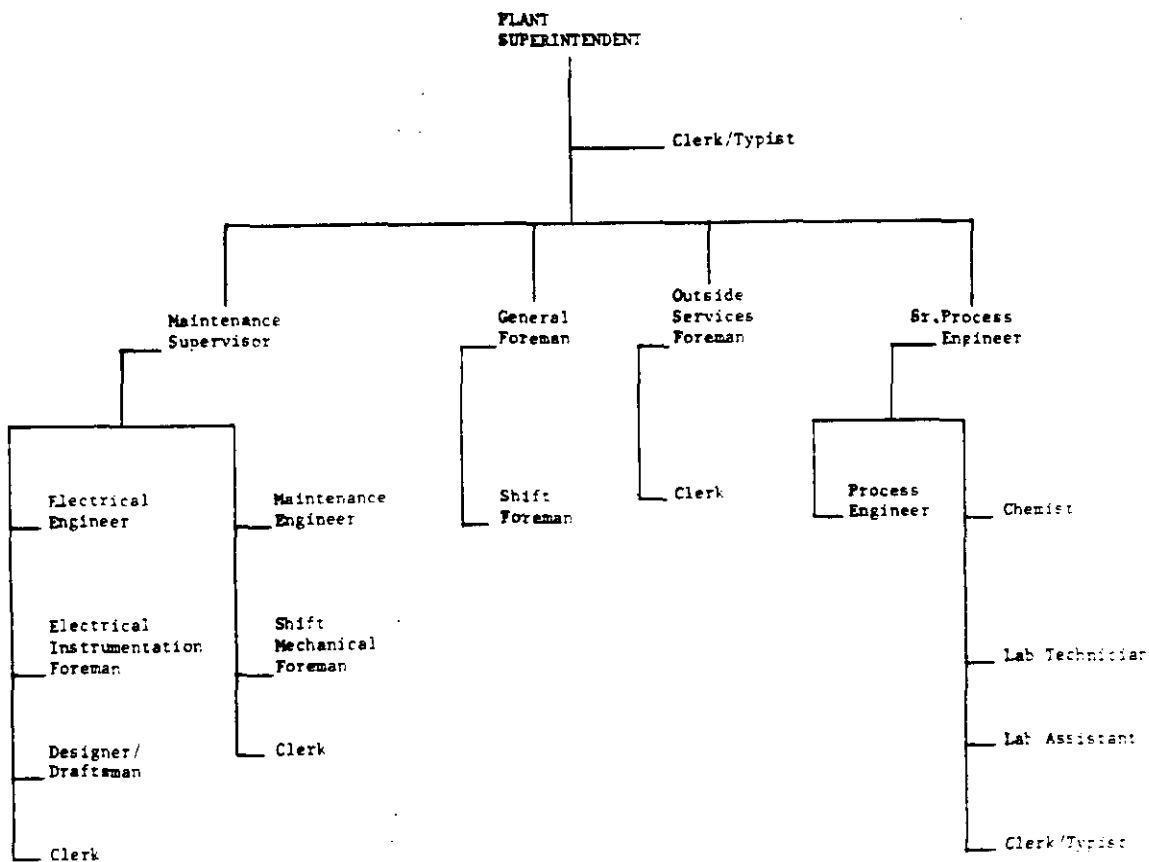 PLANT
SUPERINTENDENT
Clerk/Typist
Maintenance
Supervisor
General
Foreman
Outside
Services
Foreman
Sr.Process
Engineer
Electrical
Engineer
Electrical
Instrumentation
Foreman
Designer/
Draftsman
Clerk
Maintenance
Engineer
Shift
Mechanical
Foreman
Clerk
Shift
Foreman
Clerk
Process
Engineer
Chemist
Lab Technician
Lab Assistant
Clerk/Typist